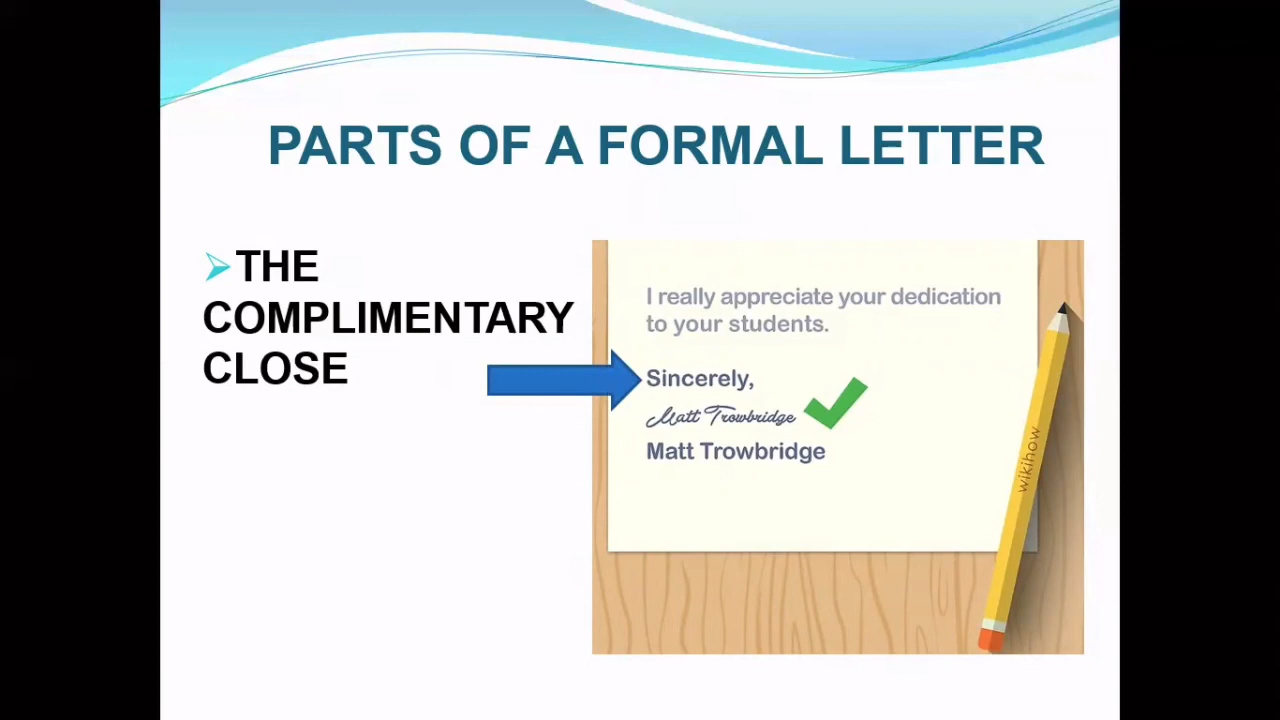 PARTS OF A FORMAL LETTER
THE
COMPLIMENTARY
CLOSE
I really appreciate your dedication
to your students.
Sincerely,
Matt Trowbridge
Matt Trowbridge
wikihow